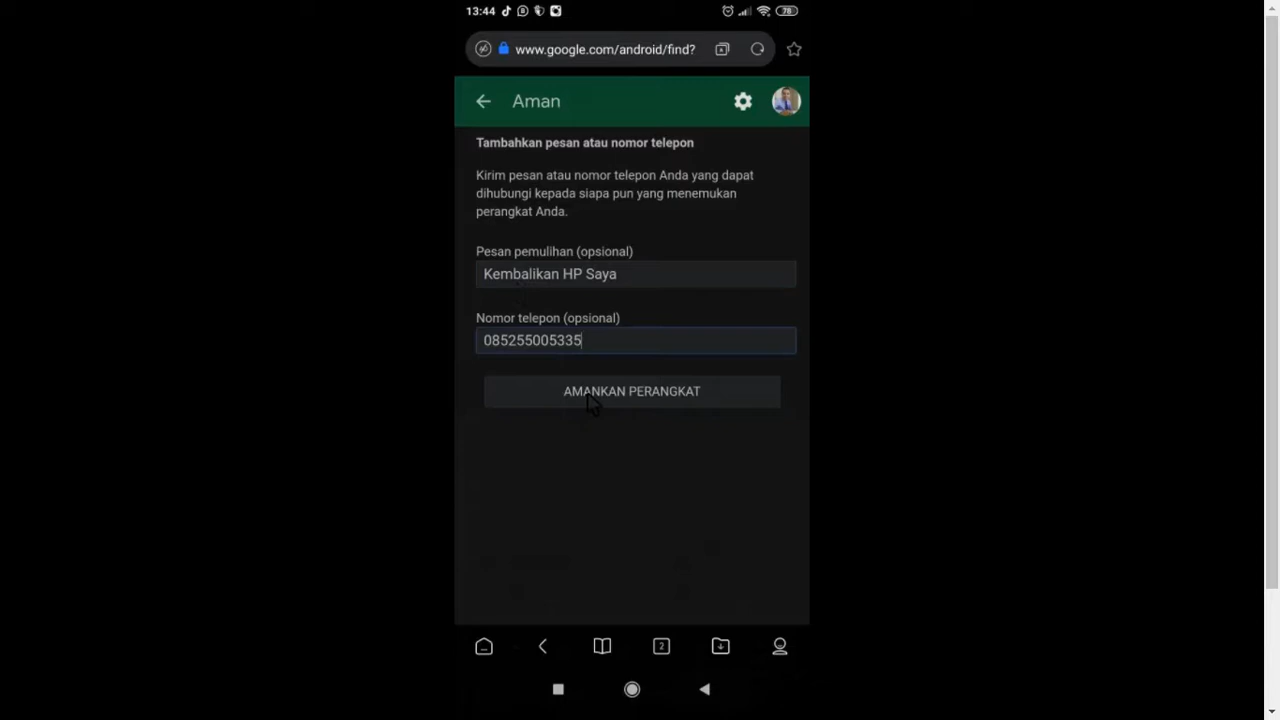 13:44
78
www.google.com/android/find?
Aman
Tambahkan pesan atau nomor telepon
Kirim pesan atau nomor telepon Anda yang dapat
dihubungi kepada siapa pun yang menemukan
perangkat Anda.
Pesan pemulihan (opsional)
Kembalikan HP Saya
Nomor telepon (opsional)
085255005335
AMANKAN PERANGKAT
2